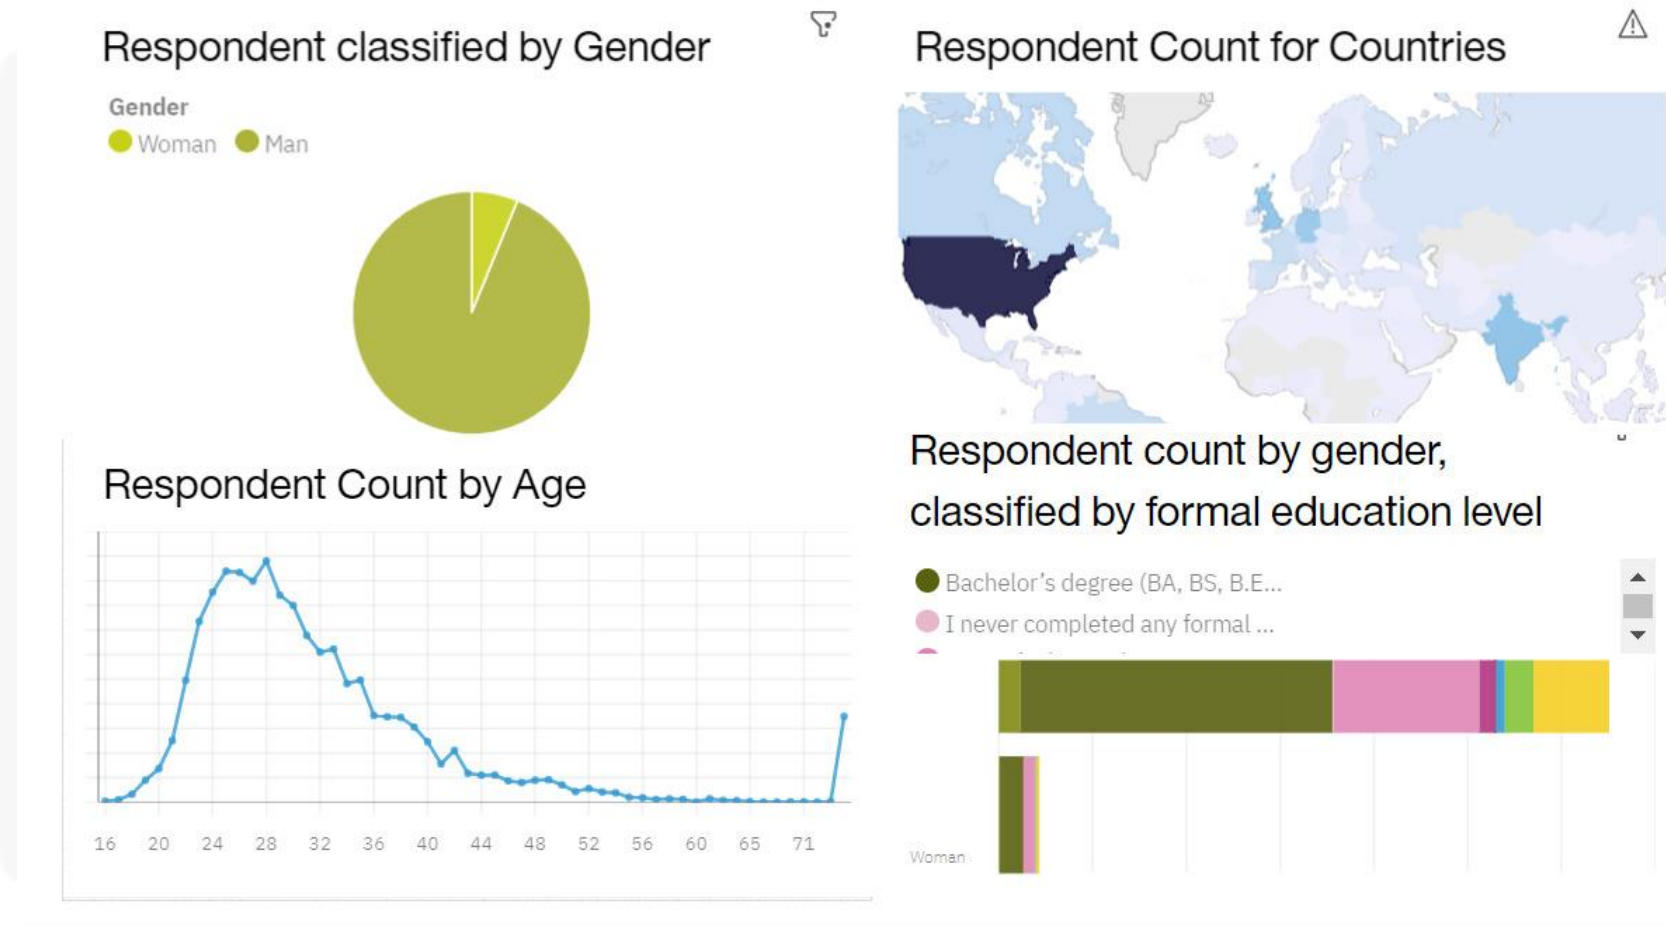 Respondent classified by Gender
Gender
Woman Man
Respondent Count for Countries
Respondent Count by Age
16 20 24 28 32 36 40 44 48 52 56 60 65 71
Respondent count by gender,
classified by formal education level
Bachelor's degree (BA, BS, B.E...
I never completed any formal ...
Woman